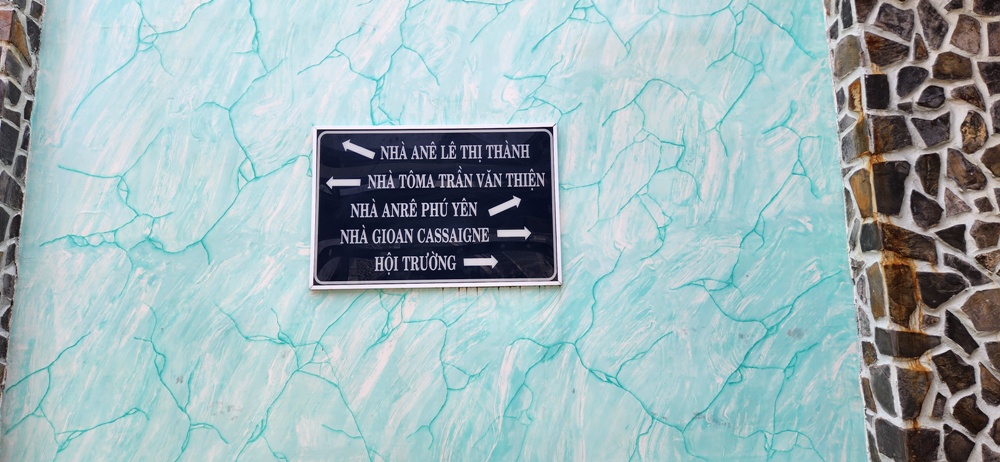 NHÀ ANÊ LÊ THỊ THÀNH
NHÀ TÔMA TRẦN VĂN THIỆN
NHÀ ANRÊ PHÚ YÊN
NHÀ GIOAN CASSAIGNE
HỘI TRƯỜNG